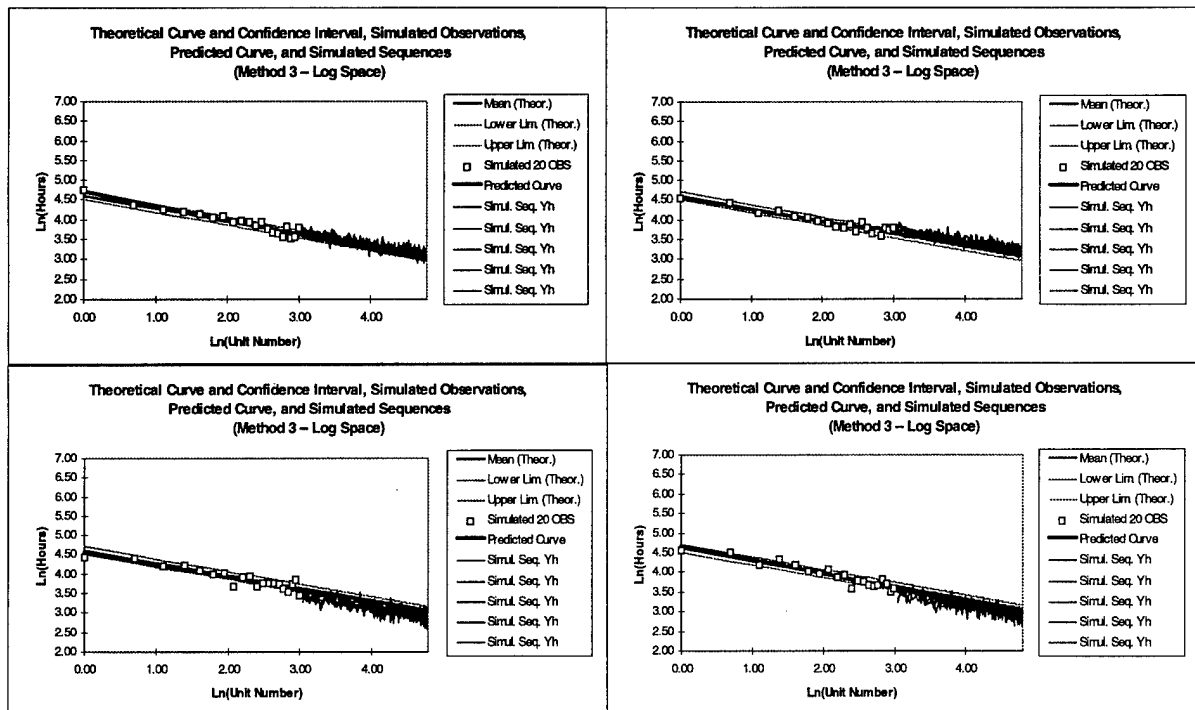 Theoretical Curve and Confidence Interval, Simulated Observations,
Predicted Curve, and Simulated Sequences
(Method 3 – Log Space)
7.00
6.50
6.00
5.50
5.00
4.50
4.00
3.50
3.00
2.50
2.00
Ln(Hours)
0.00 1.00 2.00 3.00 4.00
Ln(Unit Number)
Mean (Theor.)
Lower Lim. (Theor.)
Upper Lim. (Theor.)
Simulated 20 OBS
Predicted Curve
Simul. Seq. Yh
Simul. Seq. Yh
Simul. Seq. Yh
Simul. Seq. Yh
Simul. Seq. Yh
Theoretical Curve and Confidence Interval, Simulated Observations,
Predicted Curve, and Simulated Sequences
(Method 3 – Log Space)
7.00
6.50
6.00
5.50
5.00
4.50
4.00
3.50
3.00
2.50
2.00
Ln(Hours)
0.00 1.00 2.00 3.00 4.00
Ln(Unit Number)
Mean (Theor.)
Lower Lim. (Theor.)
Upper Lim. (Theor.)
Simulated 20 OBS
Predicted Curve
Simul. Seq. Yh
Simul. Seq. Yh
Simul. Seq. Yh
Simul. Seq. Yh
Simul. Seq. Yh
Theoretical Curve and Confidence Interval, Simulated Observations,
Predicted Curve, and Simulated Sequences
(Method 3 – Log Space)
7.00
6.50
6.00
5.50
5.00
4.50
4.00
3.50
3.00
2.50
2.00
Ln(Hours)
0.00 1.00 2.00 3.00 4.00
Ln(Unit Number)
Mean (Theor.)
Lower Lim. (Theor.)
Upper Lim. (Theor.)
Simulated 20 OBS
Predicted Curve
Simul. Seq. Yh
Simul. Seq. Yh
Simul. Seq. Yh
Simul. Seq. Yh
Simul. Seq. Yh
Theoretical Curve and Confidence Interval, Simulated Observations,
Predicted Curve, and Simulated Sequences
(Method 3 – Log Space)
7.00
6.50
6.00
5.50
5.00
4.50
4.00
3.50
3.00
2.50
2.00
Ln(Hours)
0.00 1.00 2.00 3.00 4.00
Ln(Unit Number)
Mean (Theor.)
Lower Lim. (Theor.)
Upper Lim. (Theor.)
Simulated 20 OBS
Predicted Curve
Simul. Seq. Yh
Simul. Seq. Yh
Simul. Seq. Yh
Simul. Seq. Yh
Simul. Seq. Yh